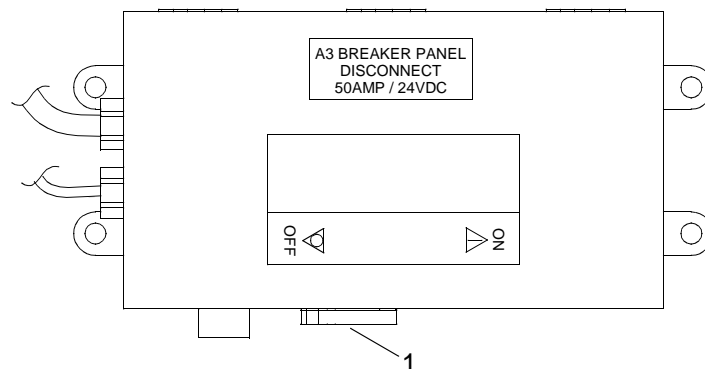 A3 BREAKER PANEL
DISCONNECT
50AMP / 24VDC
OFF
ON
1